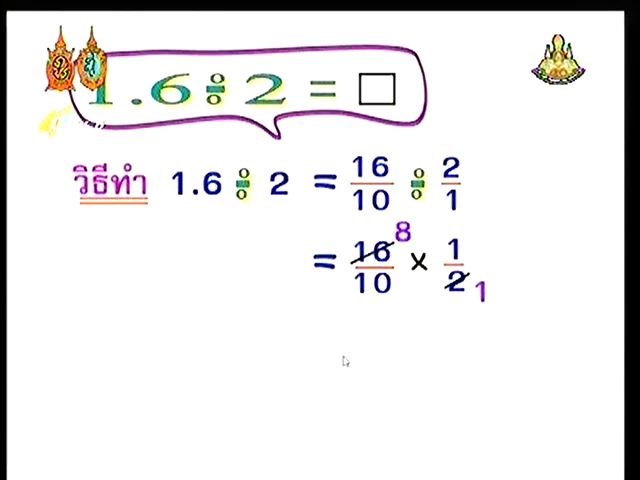 1.6 ÷ 2 = □
วิธีทำ 1.6 ÷ 2 = 16/10 ÷ 2/1
= 16/10 8 × 1/2 1